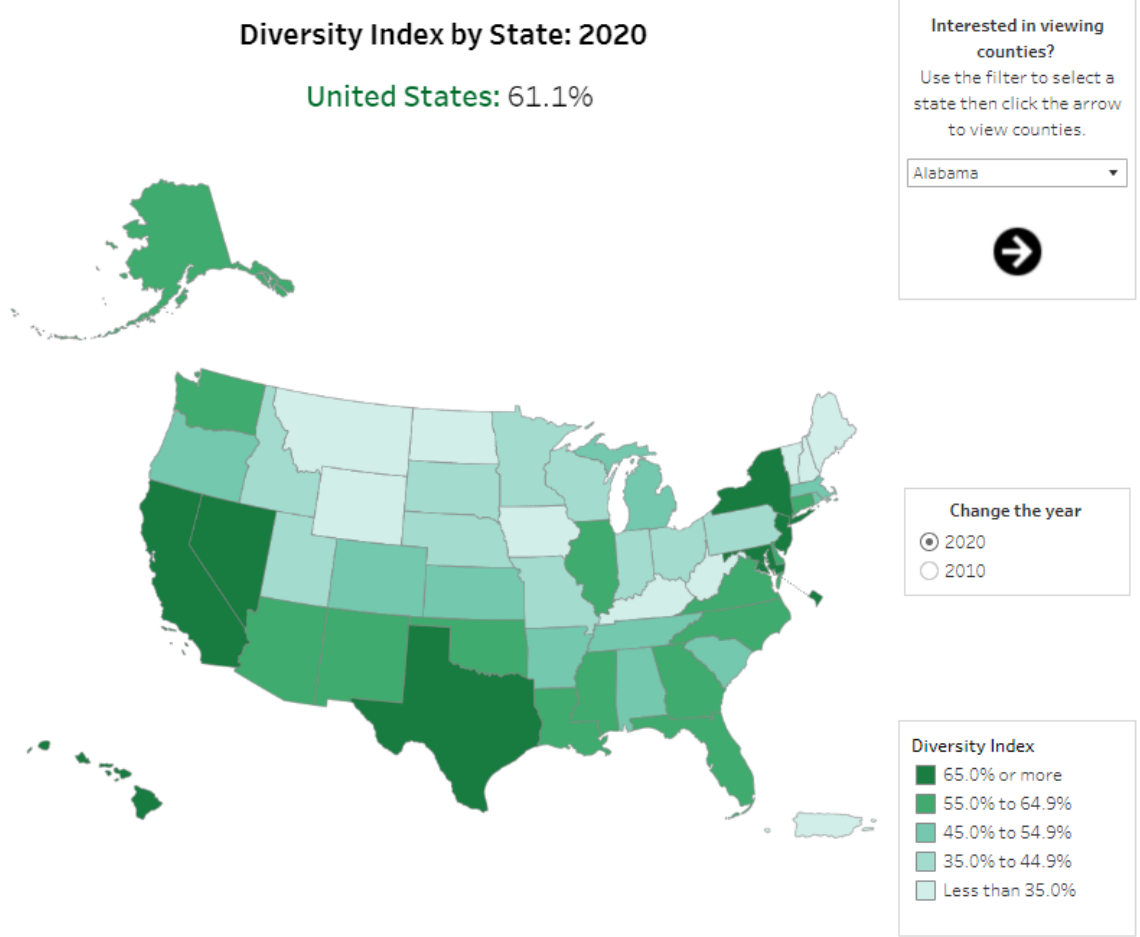 Diversity Index by State: 2020
United States: 61.1%
Interested in viewing
counties?
Use the filter to select a
state then click the arrow
to view counties.
Alabama
Change the year
2020
2010
Diversity Index
65.0% or more
55.0% to 64.9%
45.0% to 54.9%
35.0% to 44.9%
Less than 35.0%